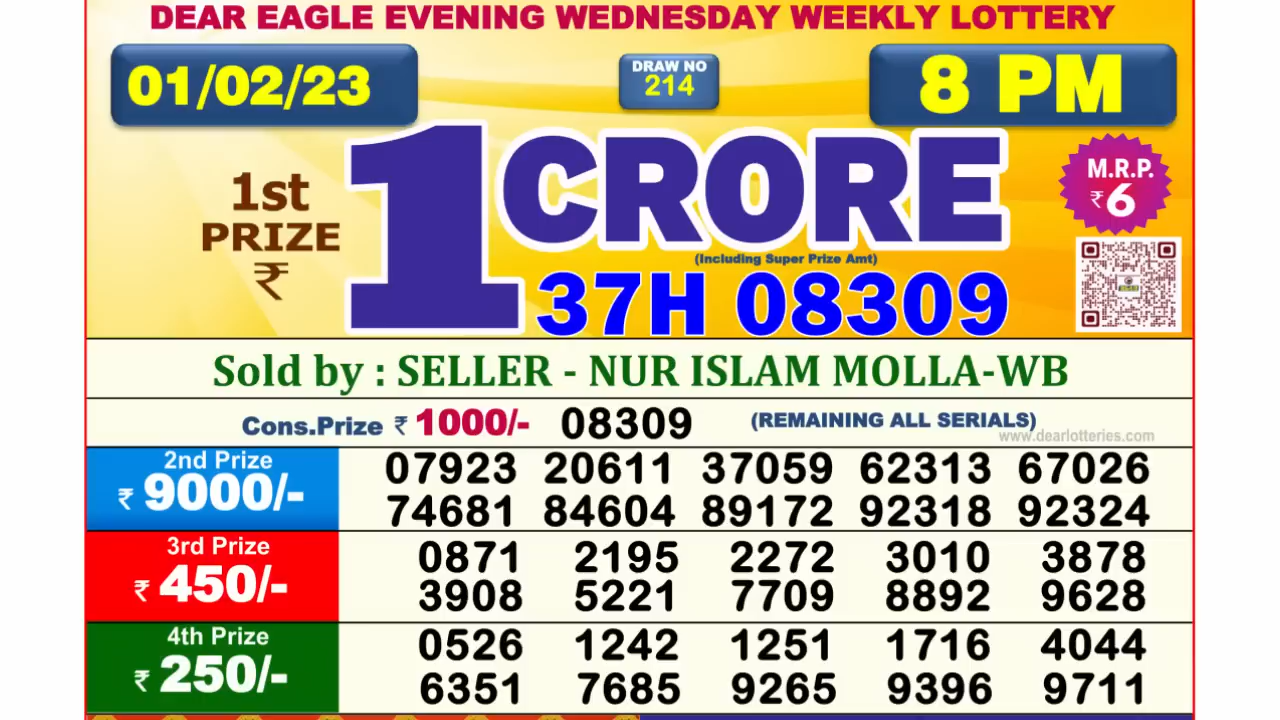 DEAR EAGLE EVENING WEDNESDAY WEEKLY LOTTERY
01/02/23
DRAW NO
214
8 PM
1st
PRIZE
₹
1 CRORE
(Including Super Prize Amt)
37H 08309
M.R.P.
₹ 6
Sold by : SELLER - NUR ISLAM MOLLA-WB
Cons.Prize ₹ 1000/- 08309 (REMAINING ALL SERIALS)
www.dearlotteries.com
2nd Prize
₹ 9000/-
07923 20611 37059 62313 67026
74681 84604 89172 92318 92324
3rd Prize
₹ 450/-
0871 2195 2272 3010 3878
3908 5221 7709 8892 9628
4th Prize
₹ 250/-
0526 1242 1251 1716 4044
6351 7685 9265 9396 9711